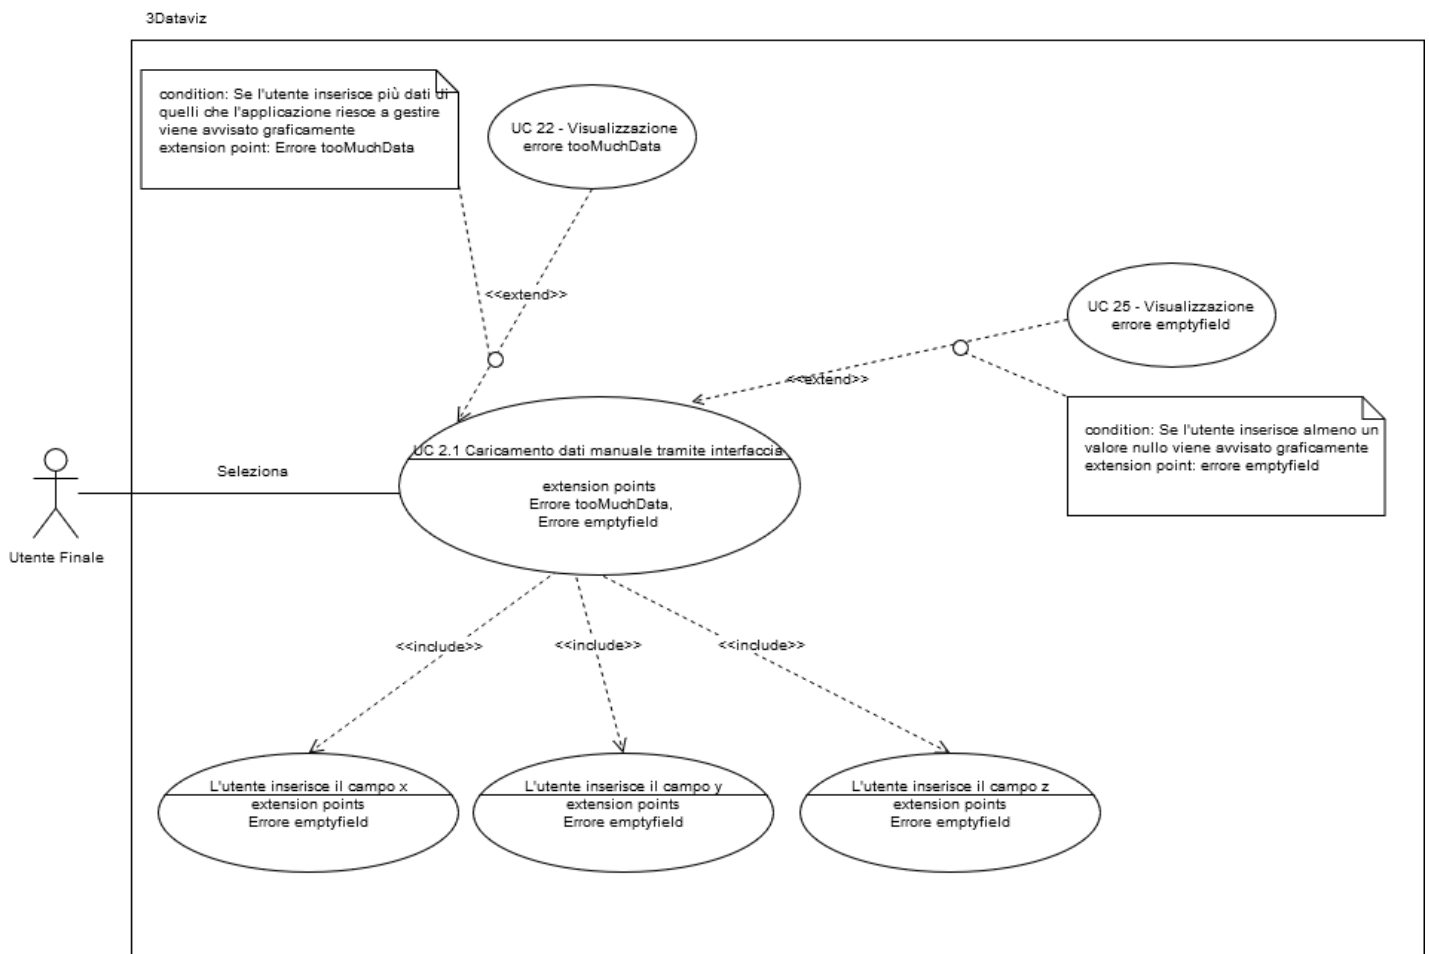 3Dataviz
condition: Se l'utente inserisce più dati di
quelli che l'applicazione riesce a gestire
viene avvisato graficamente
extension point: Errore tooMuchData
UC 22 - Visualizzazione
errore tooMuchData
<<extend>>
UC 25 - Visualizzazione
errore emptyfield
<<extend>>
condition: Se l'utente inserisce almeno un
valore nullo viene avvisato graficamente
extension point: errore emptyfield
UC 2.1 Caricamento dati manuale tramite interfaccia
extension points
Errore tooMuchData,
Errore emptyfield
Seleziona
Utente Finale
<<include>>
<<include>>
<<include>>
L'utente inserisce il campo x
extension points
Errore emptyfield
L'utente inserisce il campo y
extension points
Errore emptyfield
L'utente inserisce il campo z
extension points
Errore emptyfield